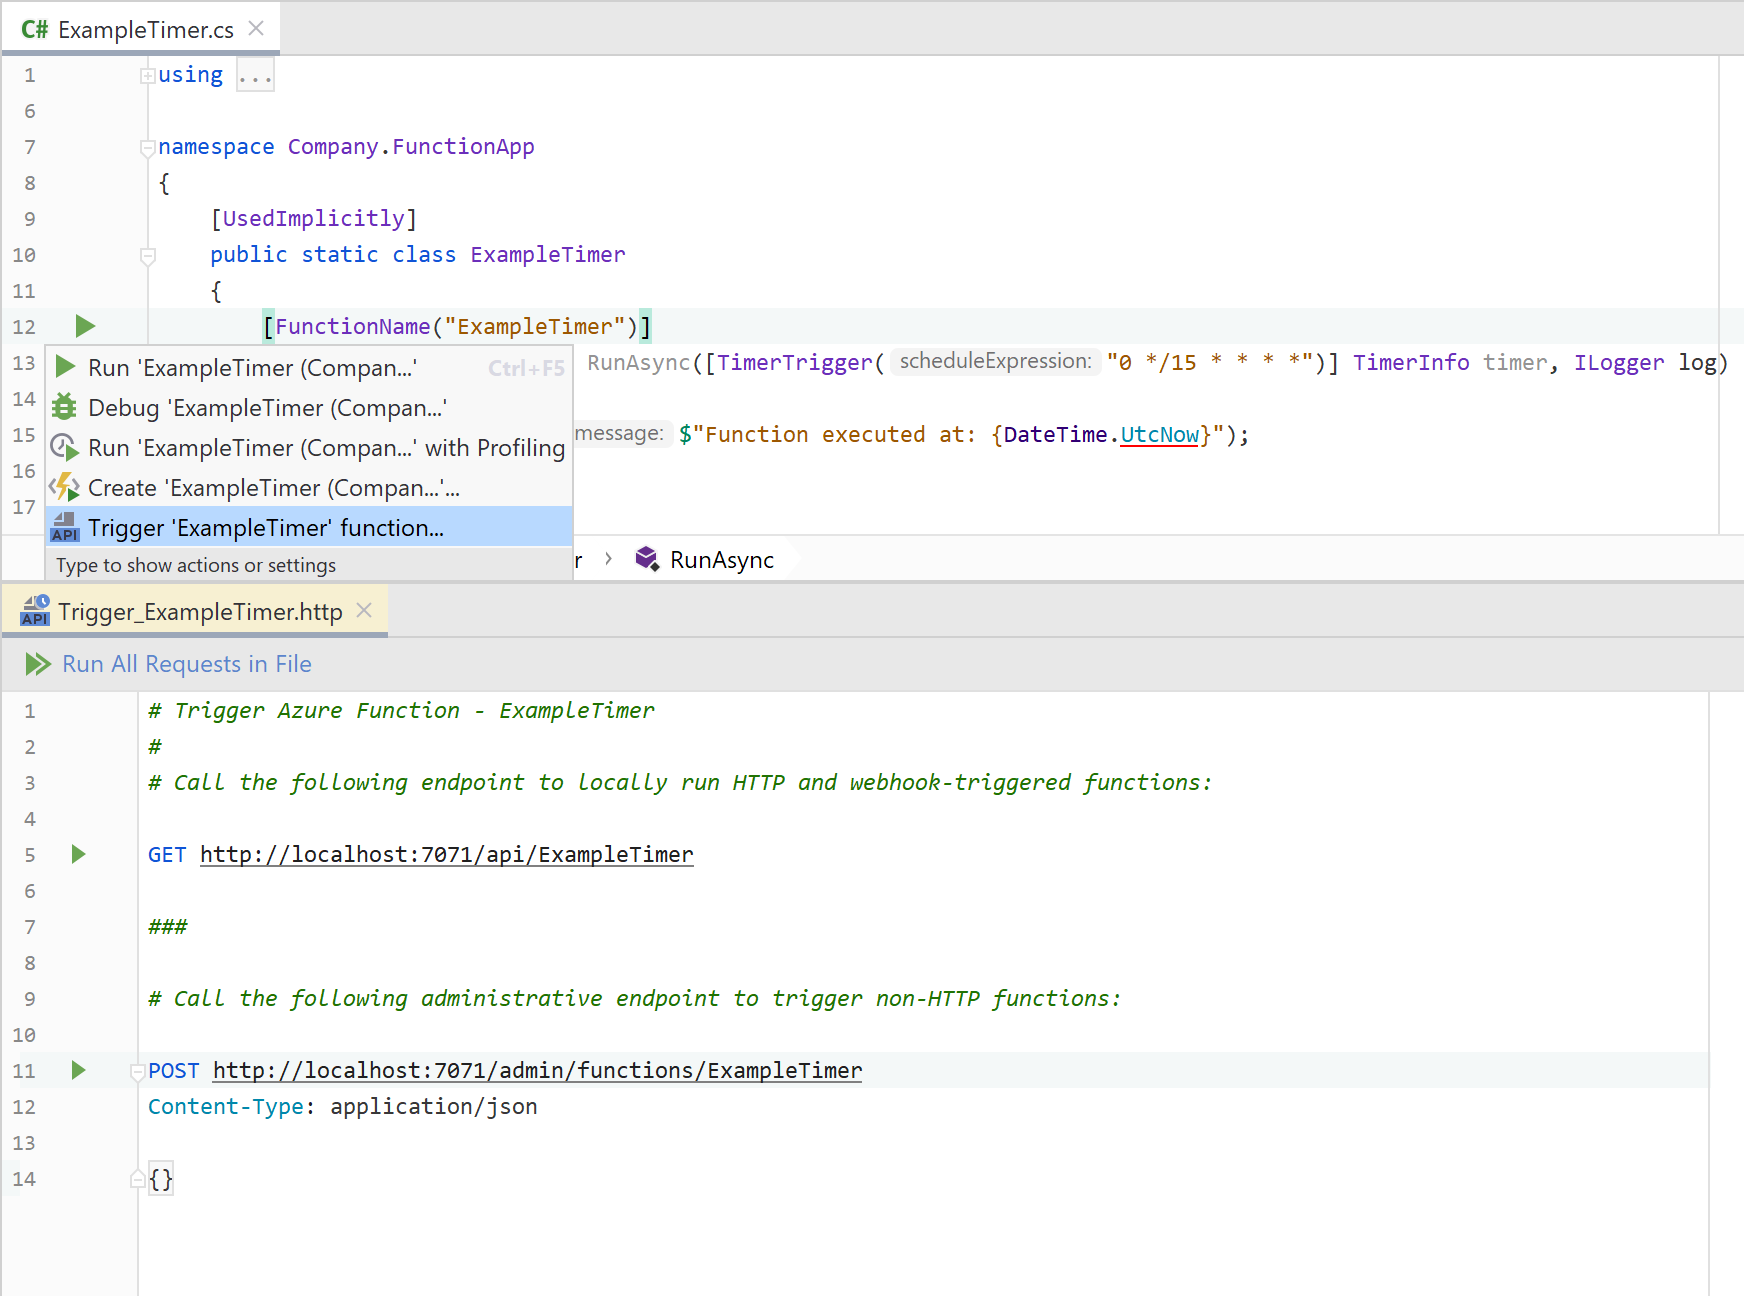 C# ExampleTimer.cs
1 using ...
6
7 namespace Company.FunctionApp
8 {
9 [UsedImplicitly]
10 public static class ExampleTimer
11 {
12 [FunctionName("ExampleTimer")]
13 RunAsync([TimerTrigger( scheduleExpression: "0 */15 * * * *")] TimerInfo timer, ILogger log)
14
15 message: $"Function executed at: {DateTime.UtcNow}");
16
17
Run 'ExampleTimer (Compan...' Ctrl+F5
Debug 'ExampleTimer (Compan...'
Run 'ExampleTimer (Compan...' with Profiling
Create 'ExampleTimer (Compan...'...
API Trigger 'ExampleTimer' function...
Type to show actions or settings
r › RunAsync
API Trigger_ExampleTimer.http
Run All Requests in File
1 # Trigger Azure Function - ExampleTimer
2 #
3 # Call the following endpoint to locally run HTTP and webhook-triggered functions:
4
5 GET http://localhost:7071/api/ExampleTimer
6
7 ###
8
9 # Call the following administrative endpoint to trigger non-HTTP functions:
10
11 POST http://localhost:7071/admin/functions/ExampleTimer
12 Content-Type: application/json
13
14 {}